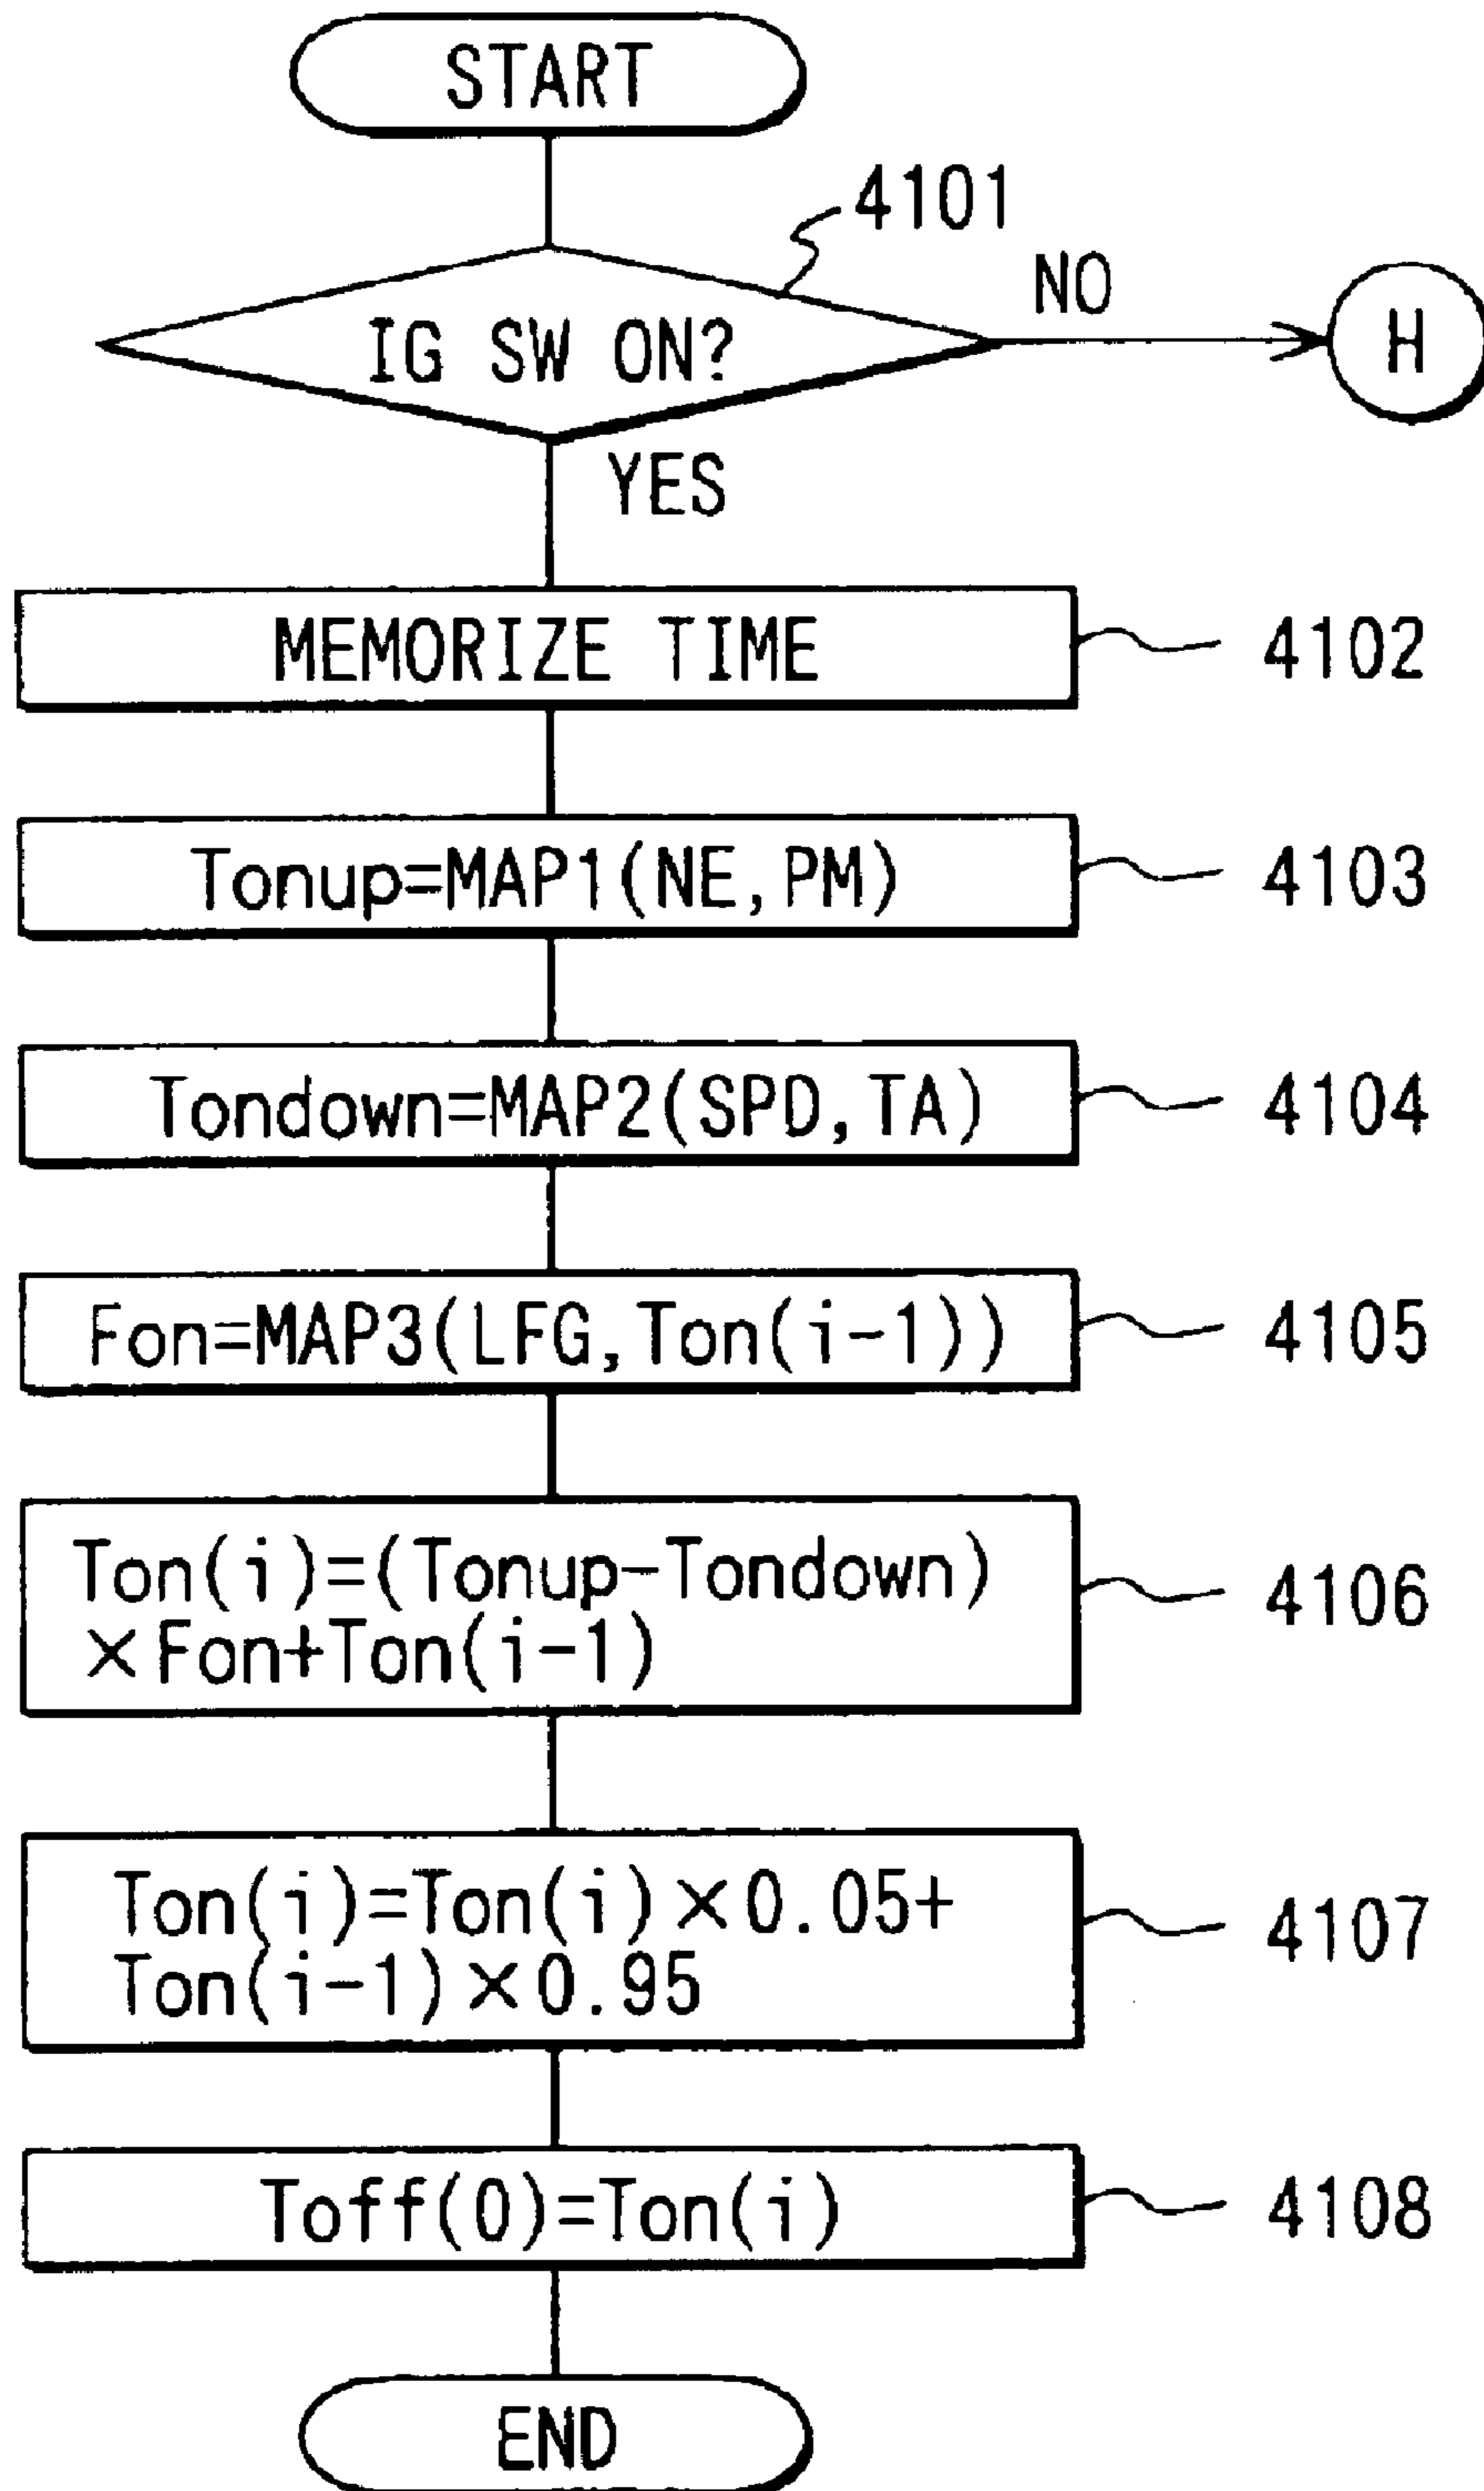 START
4101
IG SW ON?
NO
H
YES
MEMORIZE TIME
4102
Tonup=MAP1(NE,PM)
4103
Tondown=MAP2(SPD,TA)
4104
Fon=MAP3(LFG,Ton(i-1))
4105
Ton(i)=(Tonup-Tondown)
×Fon+Ton(i-1)
4106
Ton(i)=Ton(i)×0.05+
Ton(i-1)×0.95
4107
Toff(0)=Ton(i)
4108
END